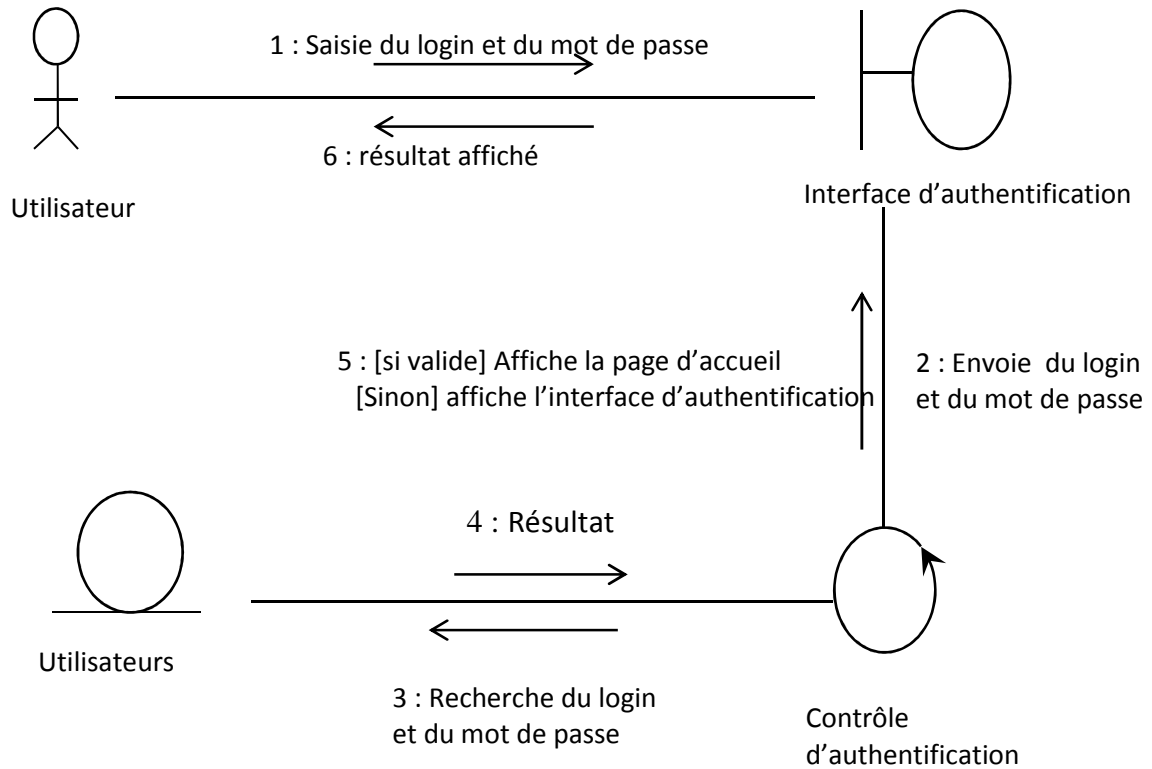 1 : Saisie du login et du mot de passe
6 : résultat affiché
Utilisateur
Interface d’authentification
5 : [si valide] Affiche la page d’accueil
[Sinon] affiche l’interface d’authentification
2 : Envoie du login
et du mot de passe
4 : Résultat
Utilisateurs
3 : Recherche du login
et du mot de passe
Contrôle
d’authentification